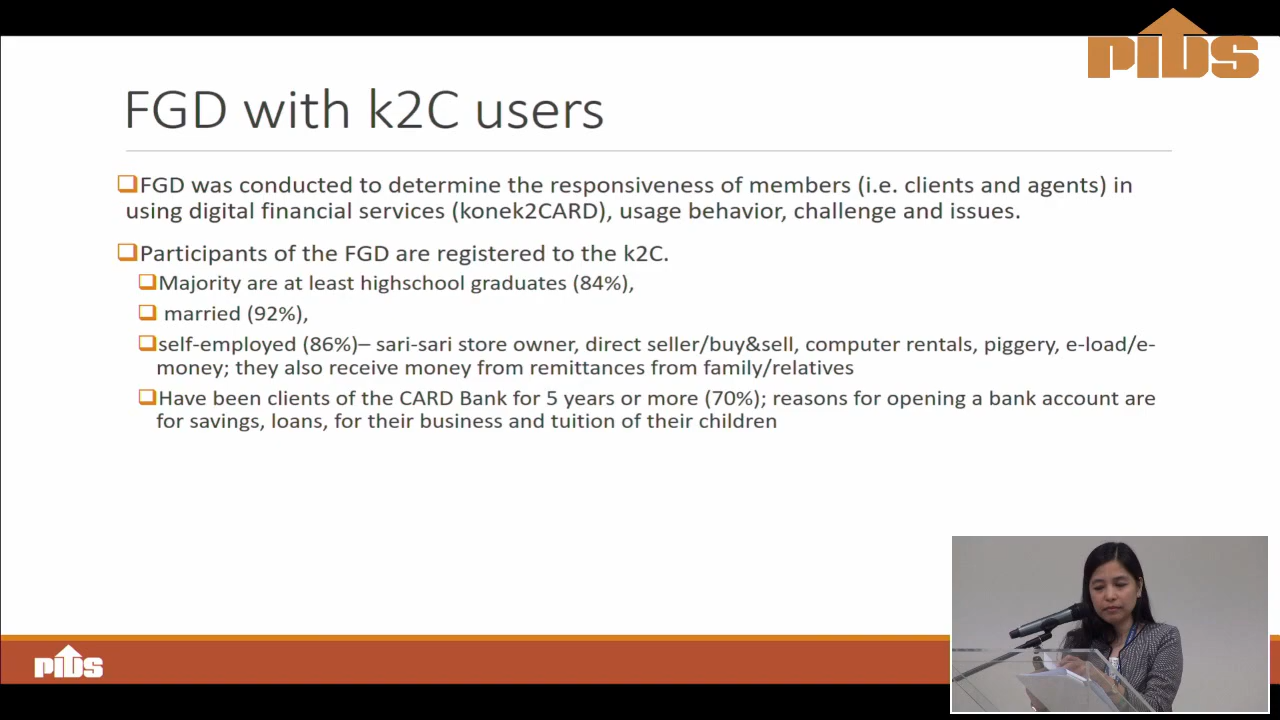 PIDS
FGD with k2C users
FGD was conducted to determine the responsiveness of members (i.e. clients and agents) in
using digital financial services (konek2CARD), usage behavior, challenge and issues.
Participants of the FGD are registered to the k2C.
Majority are at least highschool graduates (84%),
married (92%),
self-employed (86%)– sari-sari store owner, direct seller/buy&sell, computer rentals, piggery, e-load/e-
money; they also receive money from remittances from family/relatives
Have been clients of the CARD Bank for 5 years or more (70%); reasons for opening a bank account are
for savings, loans, for their business and tuition of their children
PIDS